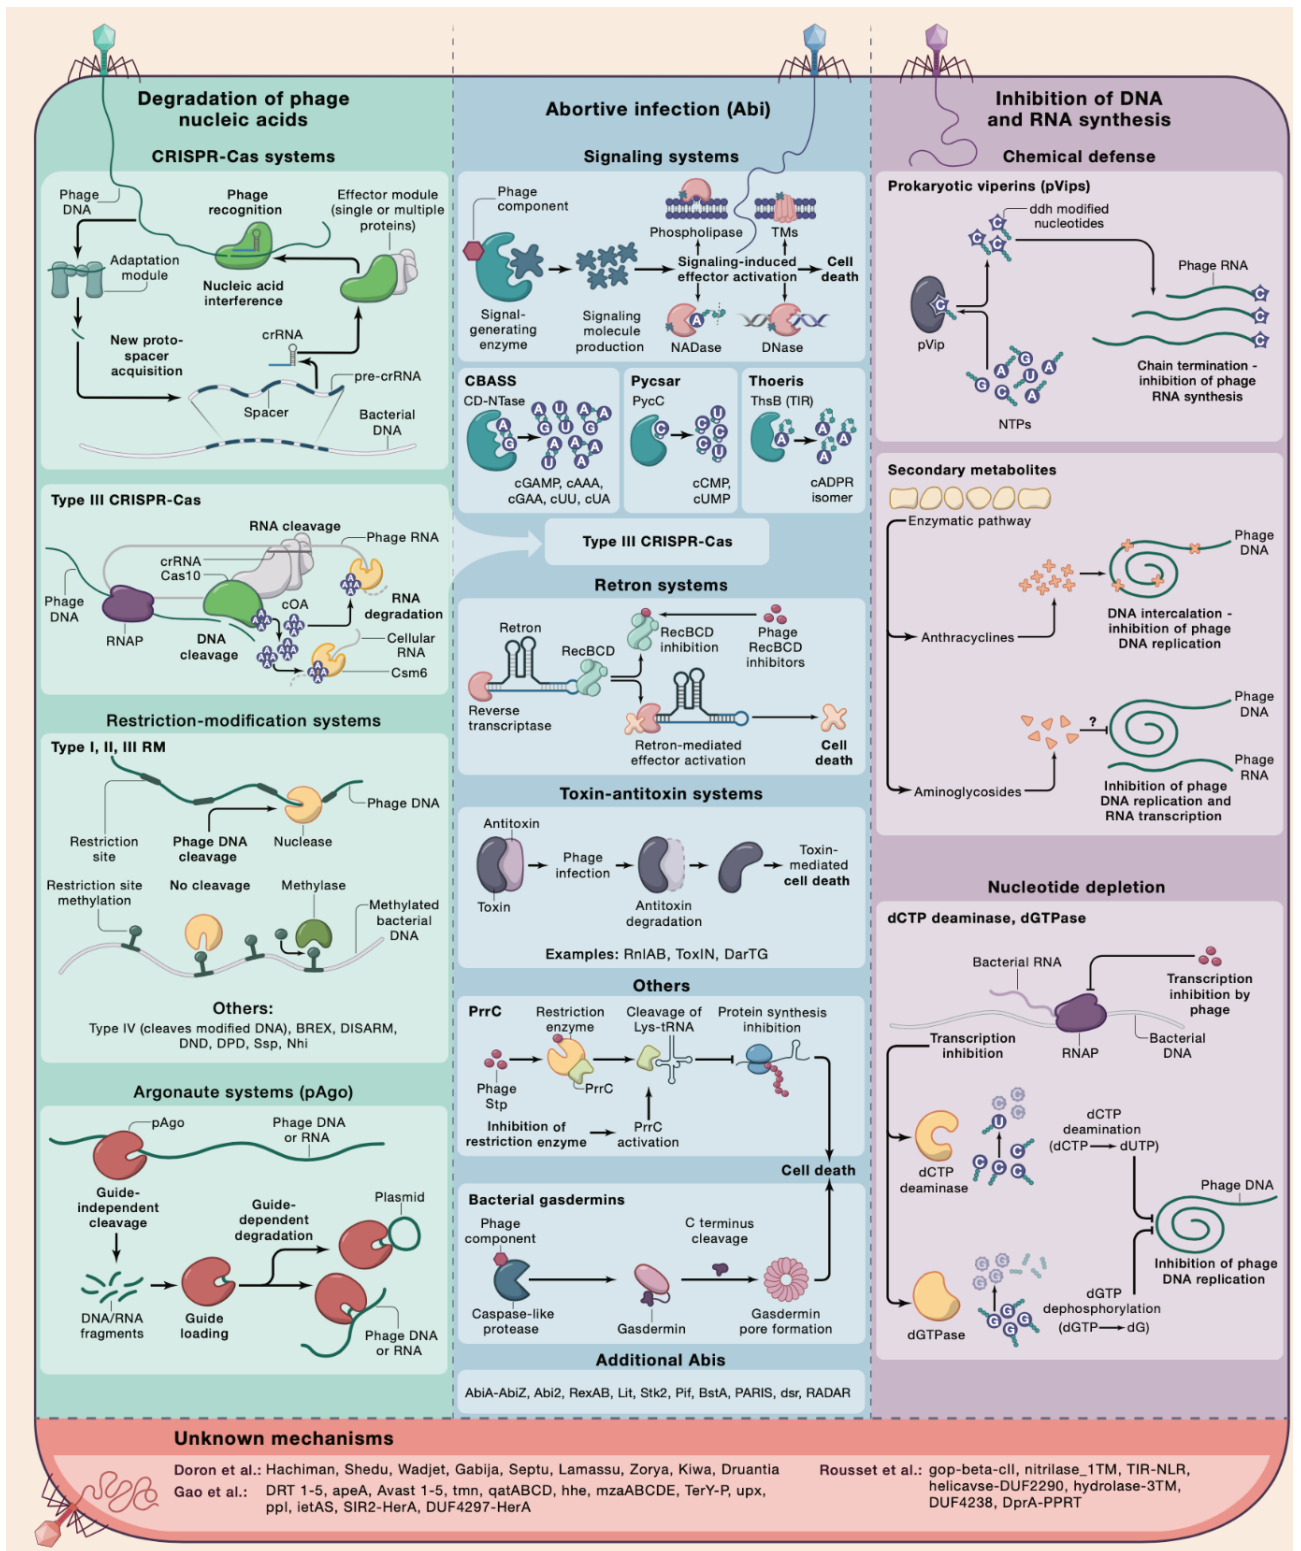 Degradation of phage
nucleic acids
CRISPR-Cas systems
Phage
DNA
Phage
recognition
Effector module
(single or multiple
proteins)
Adaptation
module
Nucleic acid
interference
New proto-
spacer
acquisition
crRNA
pre-crRNA
Spacer
Bacterial
DNA
Type III CRISPR-Cas
RNA cleavage
Phage RNA
crRNA
Cas10
Phage
DNA
RNAP
DNA
cleavage
cOA
RNA
degradation
Cellular
RNA
Csm6
Restriction-modification systems
Type I, II, III RM
Phage DNA
Restriction
site
Phage DNA
cleavage
Nuclease
Restriction site
methylation
No cleavage
Methylase
Methylated
bacterial
DNA
Others:
Type IV (cleaves modified DNA), BREX, DISARM,
DND, DPD, Ssp, Nhi
Argonaute systems (pAgo)
pAgo
Phage DNA
or RNA
Guide-
independent
cleavage
Guide-
dependent
degradation
Plasmid
DNA/RNA
fragments
Guide
loading
Phage DNA
or RNA
Abortive infection (Abi)
Signaling systems
Phage
component
Phospholipase
TMs
Signaling-induced
effector activation
Cell
death
Signal-
generating
enzyme
Signaling
molecule
production
A
NADase
DNase
CBASS
CD-NTase
A
G
A U A A
G U G
A A
U A
cGAMP, cAAA,
cGAA, cUU, cUA
Pycsar
PycC
C
U
C C
C U
cCMP,
cUMP
Thoeris
ThsB (TIR)
A
A A
A
cADPR
isomer
Type III CRISPR-Cas
Retron systems
Retron
RecBCD
RecBCD
inhibition
Phage
RecBCD
inhibitors
Reverse
transcriptase
Retron-mediated
effector activation
Cell
death
Toxin-antitoxin systems
Antitoxin
Toxin
Phage
infection
Antitoxin
degradation
Toxin-
mediated
cell death
Examples: RnlAB, ToxIN, DarTG
Others
PrrC
Restriction
enzyme
Cleavage of
Lys-tRNA
Protein synthesis
inhibition
Phage
Stp
PrrC
Inhibition of
restriction enzyme
PrrC
activation
Cell death
Bacterial gasdermins
Phage
component
C terminus
cleavage
Caspase-like
protease
Gasdermin
Gasdermin
pore formation
Additional Abis
AbiA-AbiZ, Abi2, RexAB, Lit, Stk2, Pif, BstA, PARIS, dsr, RADAR
Inhibition of DNA
and RNA synthesis
Chemical defense
Prokaryotic viperins (pVips)
C
C C
ddh modified
nucleotides
Phage RNA
C
C
C
C
pVip
G
A U A
G C
NTPs
Chain termination -
inhibition of phage
RNA synthesis
Secondary metabolites
Enzymatic pathway
Phage
DNA
Anthracyclines
DNA intercalation -
inhibition of phage
DNA replication
?
Phage
DNA
Phage
RNA
Aminoglycosides
Inhibition of phage
DNA replication and
RNA transcription
Nucleotide depletion
dCTP deaminase, dGTPase
Bacterial RNA
Transcription
inhibition by
phage
Transcription
inhibition
RNAP
Bacterial
DNA
C
C C
U
C
C C C
dCTP
deaminase
dCTP
deamination
(dCTP → dUTP)
Phage DNA
Inhibition of phage
DNA replication
G G
G G
G
G G
G
dGTPase
dGTP
dephosphorylation
(dGTP → dG)
Unknown mechanisms
Doron et al.: Hachiman, Shedu, Wadjet, Gabija, Septu, Lamassu, Zorya, Kiwa, Druantia
Gao et al.: DRT 1-5, apeA, Avast 1-5, tmn, qatABCD, hhe, mzaABCDE, TerY-P, upx,
ppl, ietAS, SIR2-HerA, DUF4297-HerA
Rousset et al.: gop-beta-cII, nitrilase_1TM, TIR-NLR,
helicavse-DUF2290, hydrolase-3TM,
DUF4238, DprA-PPRT